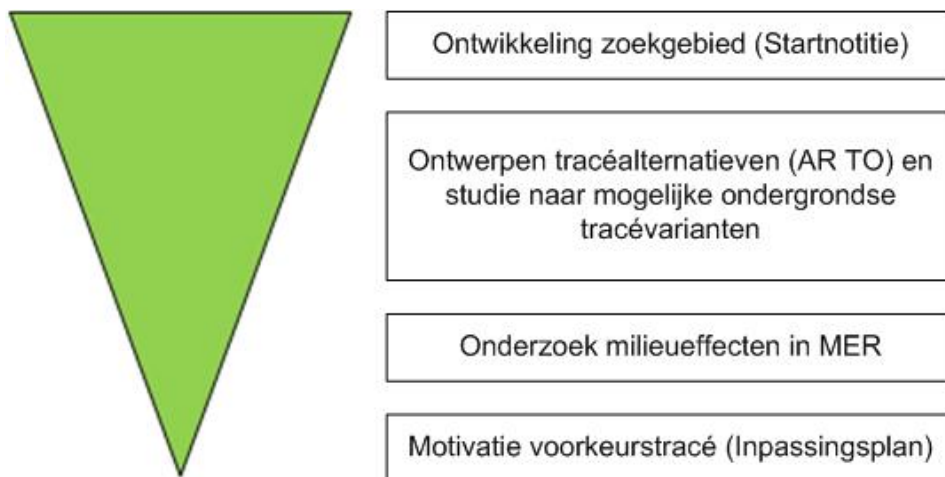 Ontwikkeling zoekgebied (Startnotitie)
Ontwerpen tracéalternatieven (AR TO) en
studie naar mogelijke ondergrondse
tracévarianten
Onderzoek milieueffecten in MER
Motivatie voorkeurstracé (Inpassingsplan)